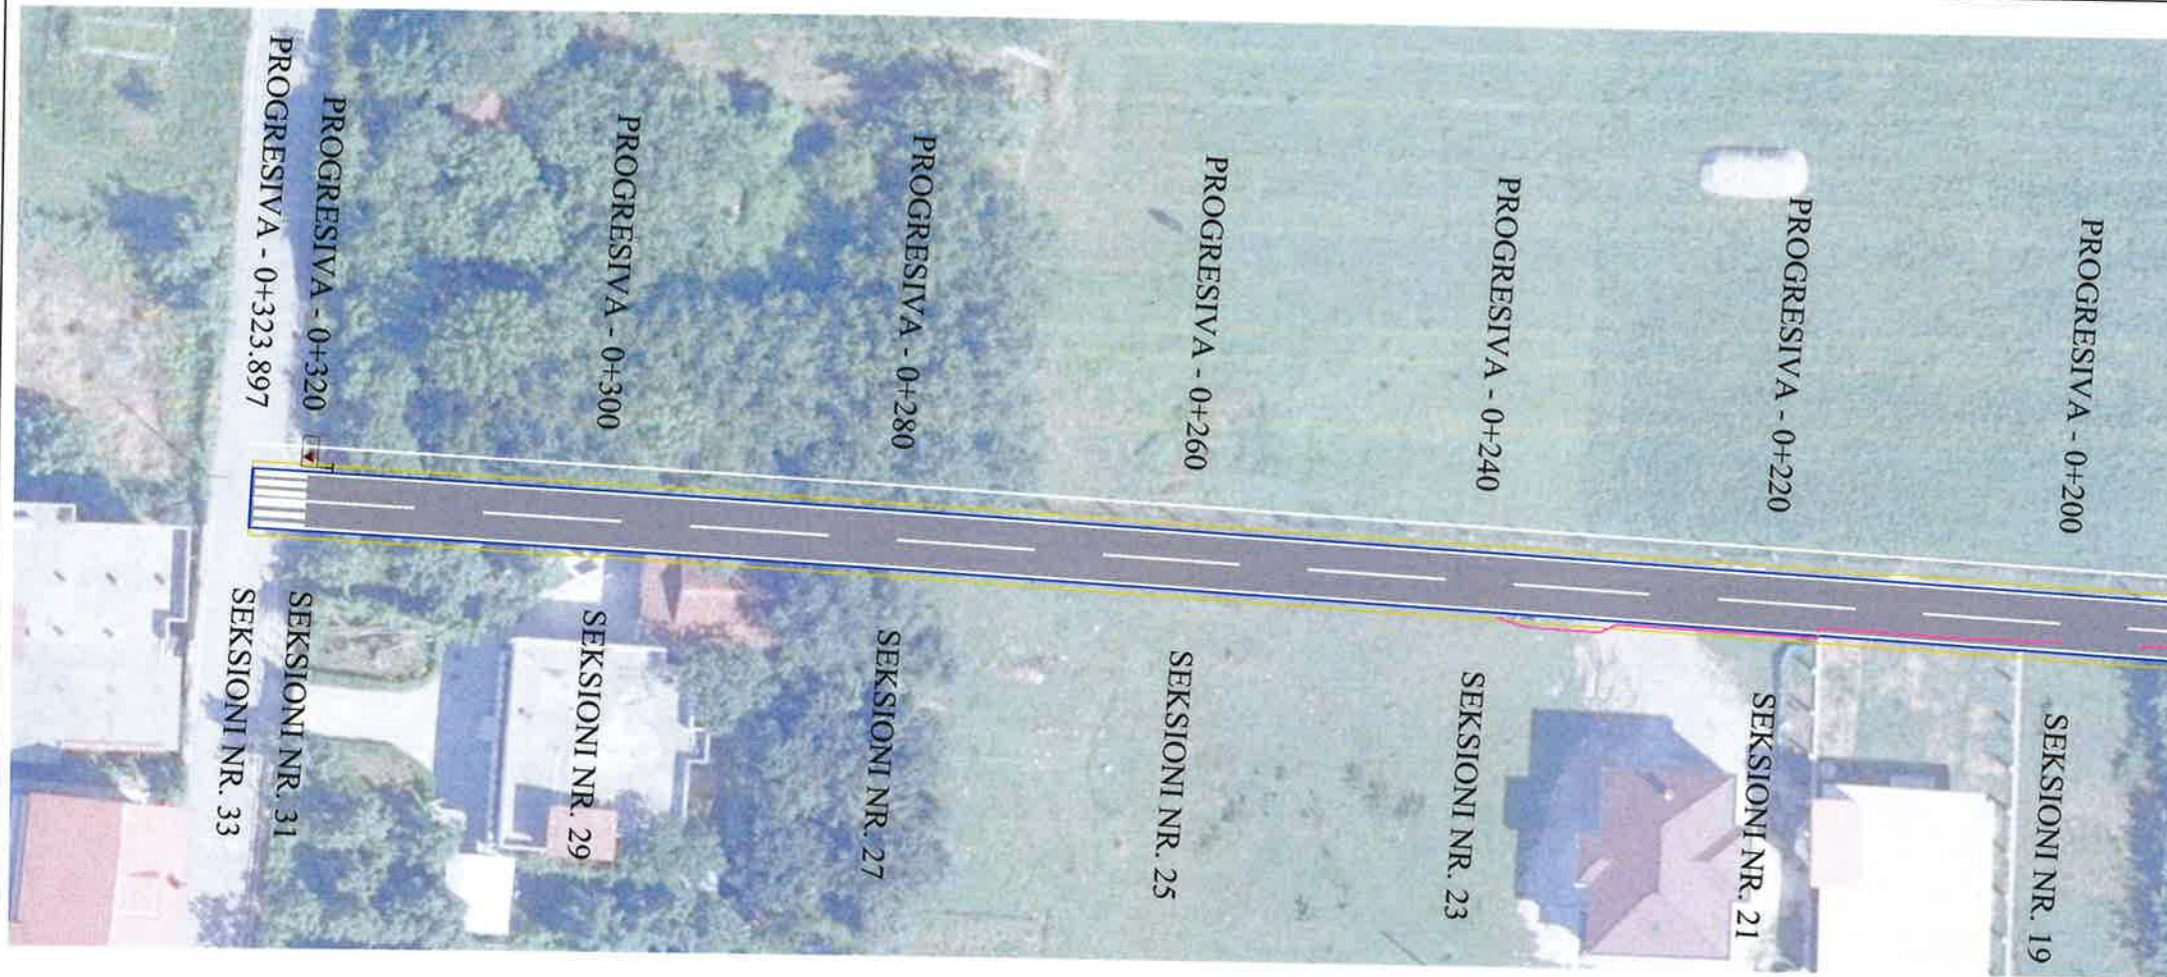 PROGRESIVA - 0+323.897
PROGRESIVA - 0+320
PROGRESIVA - 0+300
PROGRESIVA - 0+280
PROGRESIVA - 0+260
PROGRESIVA - 0+240
PROGRESIVA - 0+220
PROGRESIVA - 0+200
SEKSIONI NR. 33
SEKSIONI NR. 31
SEKSIONI NR. 29
SEKSIONI NR. 27
SEKSIONI NR. 25
SEKSIONI NR. 23
SEKSIONI NR. 21
SEKSIONI NR. 19